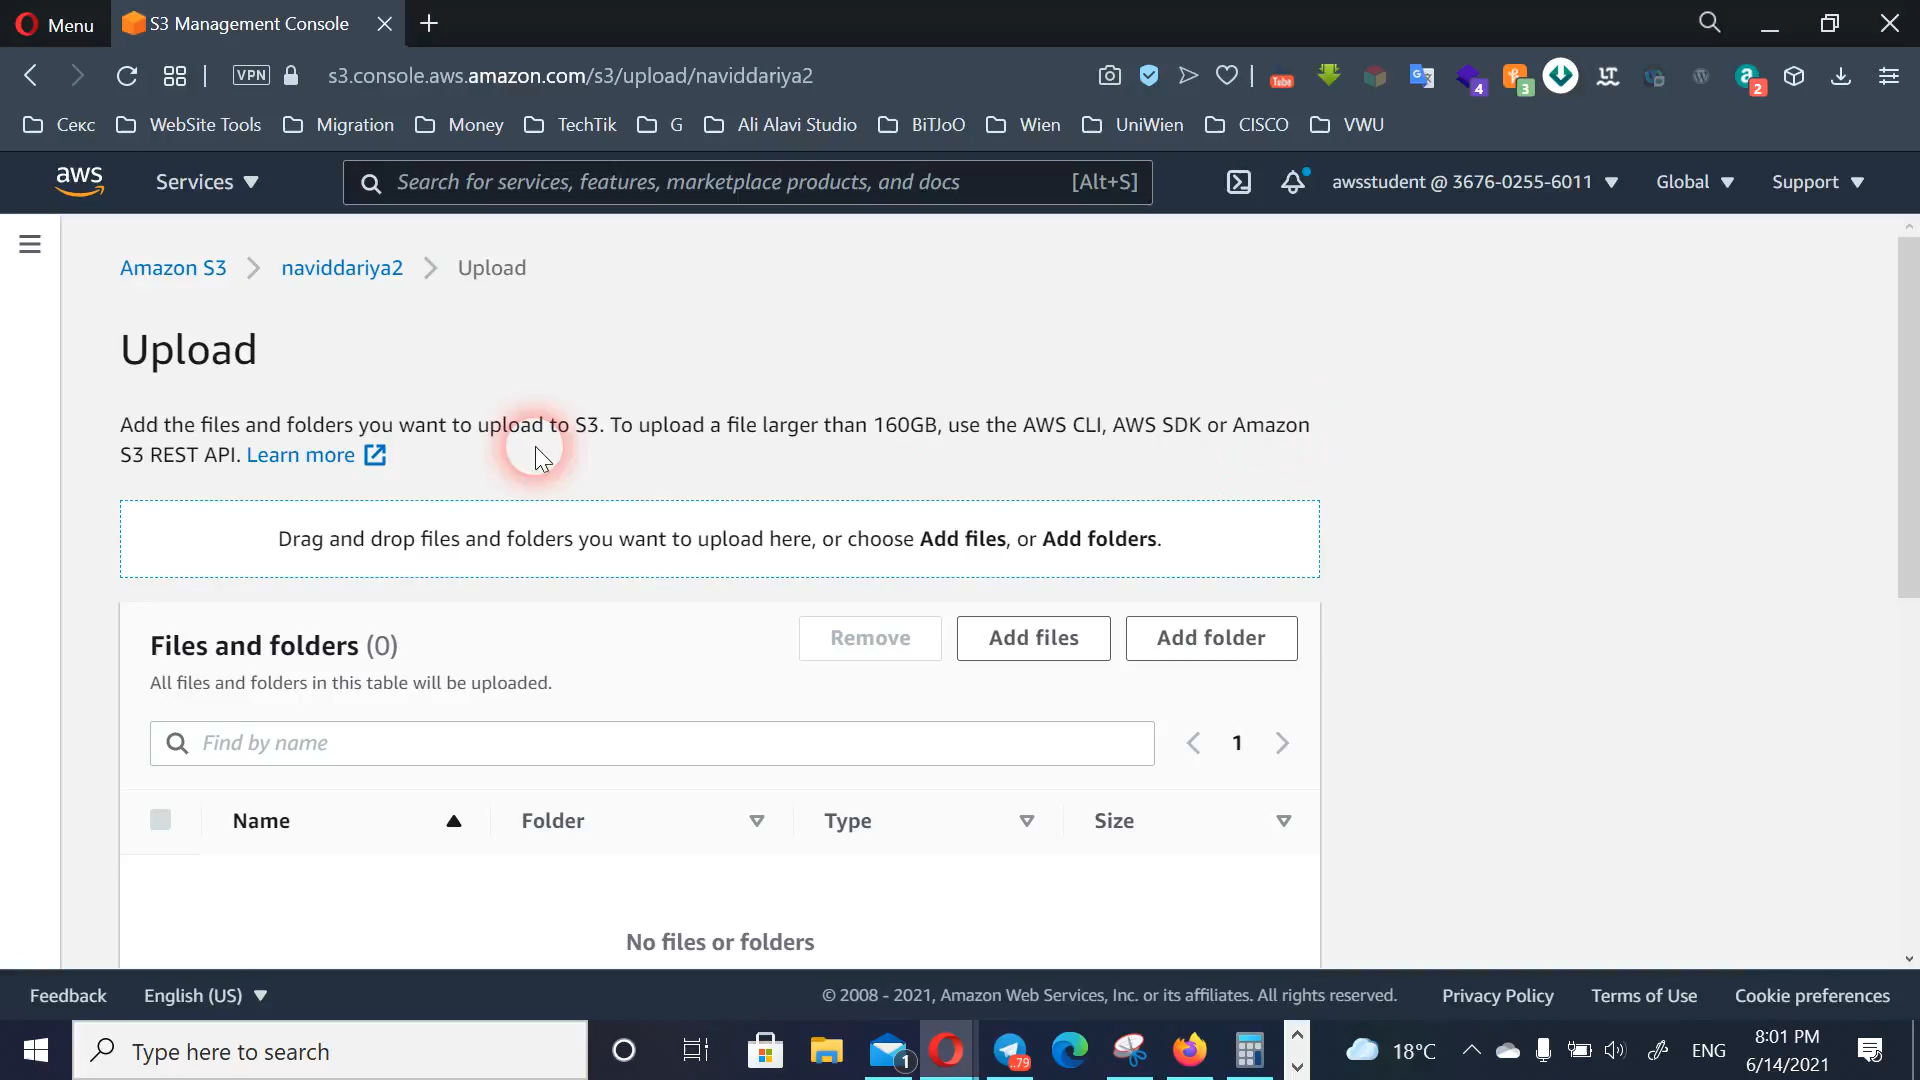 Menu
S3 Management Console
VPN
s3.console.aws.amazon.com/s3/upload/naviddariya2
Tube
4
3
2
Секс
WebSite Tools
Migration
Money
TechTik
G
Ali Alavi Studio
BiTJoO
Wien
UniWien
CISCO
VWU
aws
Services
Search for services, features, marketplace products, and docs
[Alt+S]
awsstudent @ 3676-0255-6011
Global
Support
Amazon S3
naviddariya2
Upload
Upload
Add the files and folders you want to upload to S3. To upload a file larger than 160GB, use the AWS CLI, AWS SDK or Amazon
S3 REST API. Learn more
Drag and drop files and folders you want to upload here, or choose Add files, or Add folders.
Files and folders (0)
Remove
Add files
Add folder
All files and folders in this table will be uploaded.
Find by name
1
Name
Folder
Type
Size
No files or folders
Feedback
English (US)
© 2008 - 2021, Amazon Web Services, Inc. or its affiliates. All rights reserved.
Privacy Policy
Terms of Use
Cookie preferences
Type here to search
1
79
18°C
ENG
8:01 PM
6/14/2021